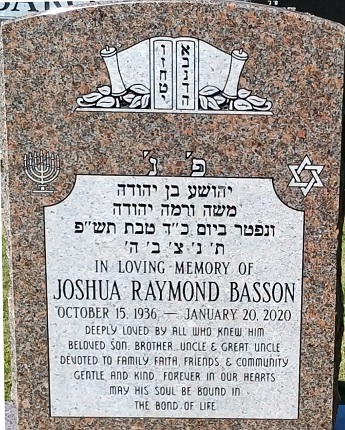 פ׳ נ׳
יהושע בן יהודה
משה ורמה יהודה
ונפטר ביום כ״ד טבת תש״פ
ת׳ נ׳ צ׳ ב׳ ה׳
IN LOVING MEMORY OF
JOSHUA RAYMOND BASSON
OCTOBER 15, 1936 — JANUARY 20, 2020
DEEPLY LOVED BY ALL WHO KNEW HIM
BELOVED SON, BROTHER, UNCLE & GREAT UNCLE
DEVOTED TO FAMILY, FAITH, FRIENDS, & COMMUNITY
GENTLE AND KIND, FOREVER IN OUR HEARTS
MAY HIS SOUL BE BOUND IN
THE BOND OF LIFE